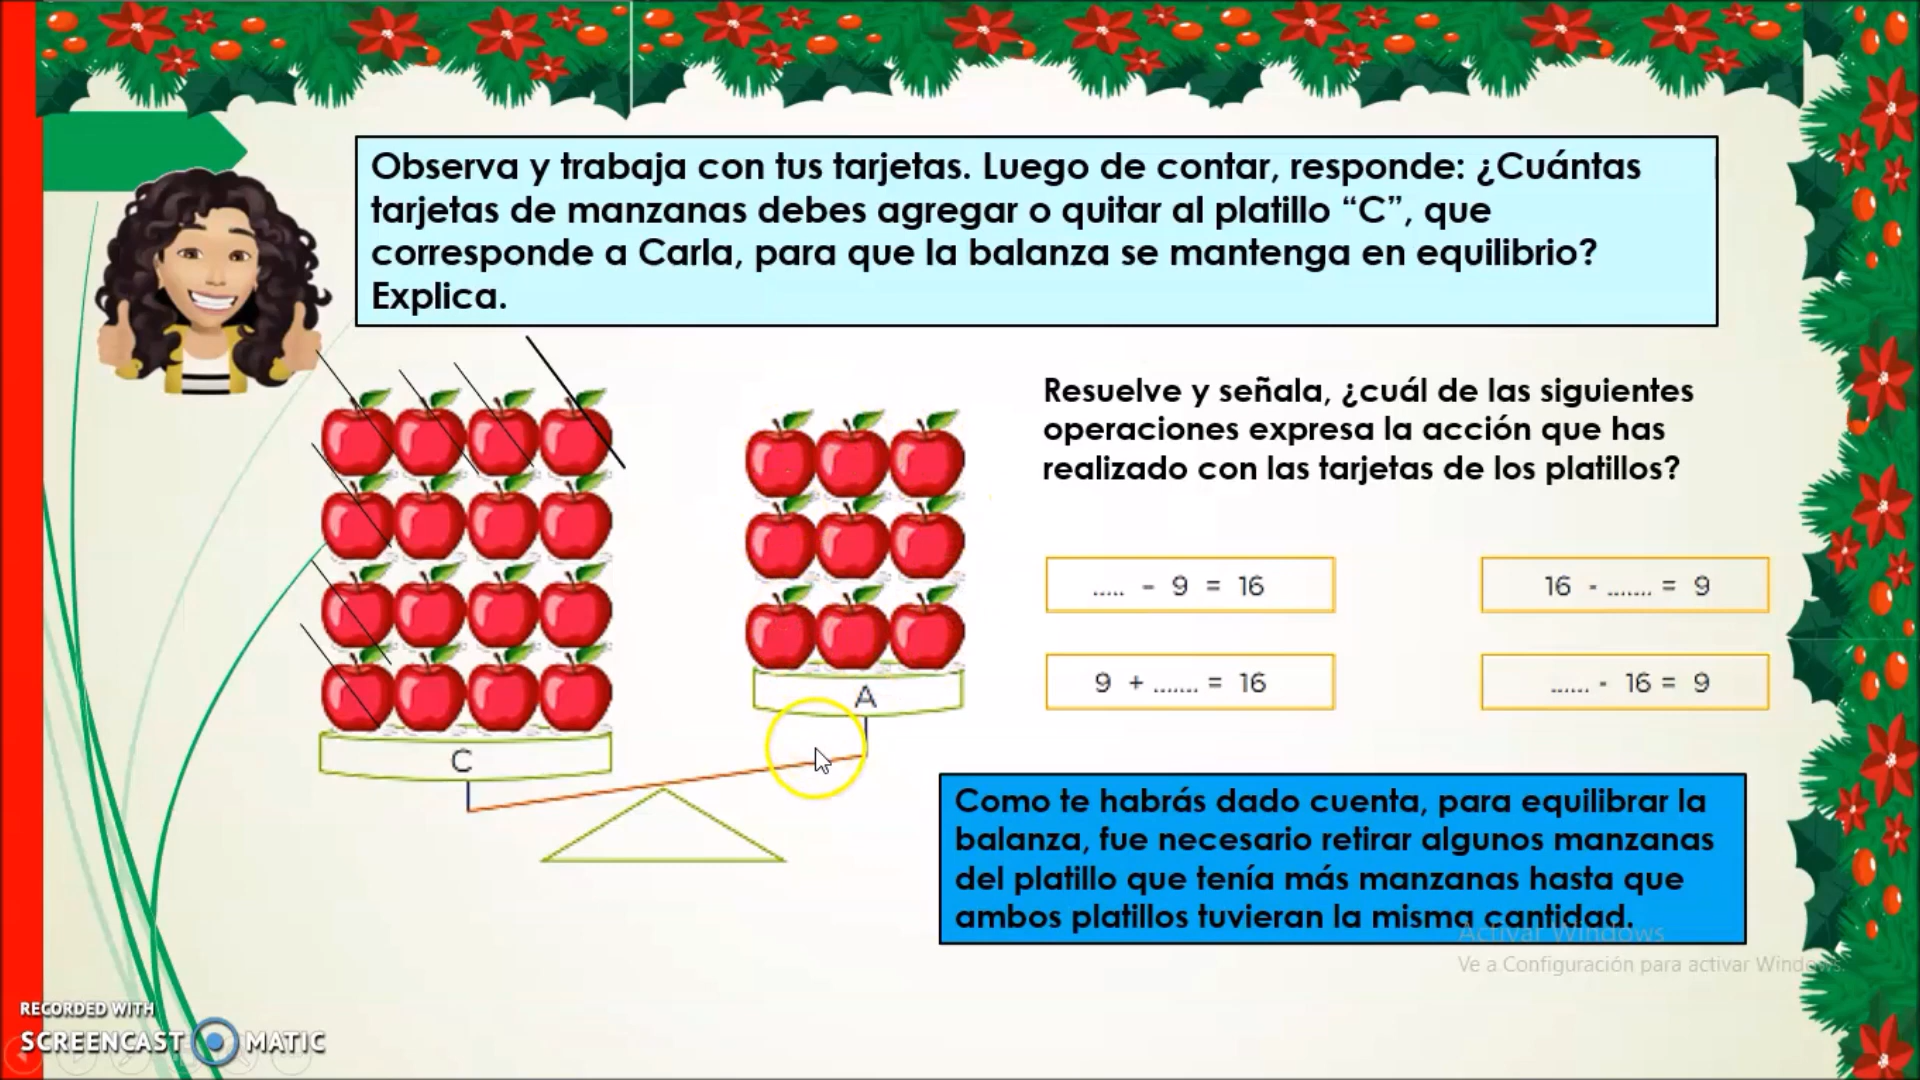 Observa y trabaja con tus tarjetas. Luego de contar, responde: ¿Cuántas
tarjetas de manzanas debes agregar o quitar al platillo “C”, que
corresponde a Carla, para que la balanza se mantenga en equilibrio?
Explica.
Resuelve y señala, ¿cuál de las siguientes
operaciones expresa la acción que has
realizado con las tarjetas de los platillos?
..... - 9 = 16
16 - ....... = 9
9 + ....... = 16
...... - 16 = 9
A
C
Como te habrás dado cuenta, para equilibrar la
balanza, fue necesario retirar algunos manzanas
del platillo que tenía más manzanas hasta que
ambos platillos tuvieran la misma cantidad.
Activar Windows
Ve a Configuración para activar Windows.
RECORDED WITH
SCREENCAST MATIC